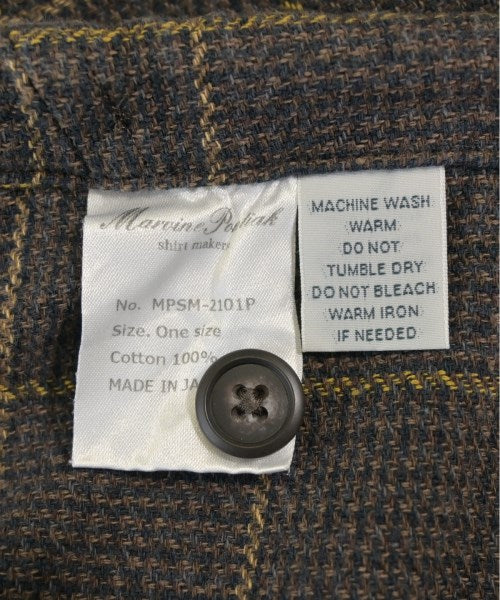 Marvine Pontiak
shirt makers
No. MPSM-2101P
Size. One size
Cotton 100%
MADE IN JA
MACHINE WASH
WARM
DO NOT
TUMBLE DRY
DO NOT BLEACH
WARM IRON
IF NEEDED